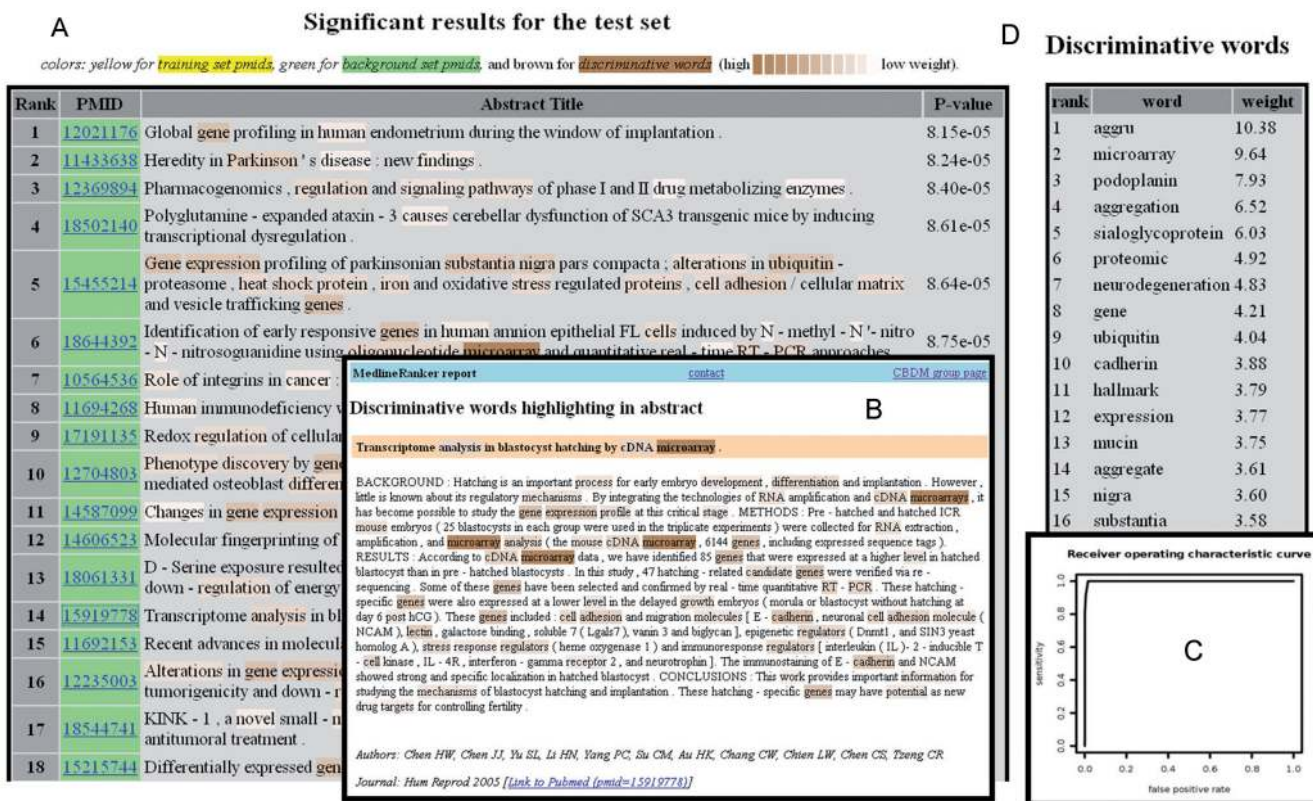 A
Significant results for the test set
colors: yellow for training set pmids, green for background set pmids, and brown for discriminative words (high low weight).
Rank PMID Abstract Title P-value
1 12021176 Global gene profiling in human endometrium during the window of implantation . 8.15e-05
2 11433638 Heredity in Parkinson ' s disease : new findings . 8.24e-05
3 12369894 Pharmacogenomics , regulation and signaling pathways of phase I and II drug metabolizing enzymes . 8.40e-05
4 18502140 Polyglutamine - expanded ataxin - 3 causes cerebellar dysfunction of SCA3 transgenic mice by inducing
transcriptional dysregulation . 8.61e-05
5 15455214 Gene expression profiling of parkinsonian substantia nigra pars compacta ; alterations in ubiquitin -
proteasome , heat shock protein , iron and oxidative stress regulated proteins , cell adhesion / cellular matrix
and vesicle trafficking genes . 8.64e-05
6 18644392 Identification of early responsive genes in human amnion epithelial FL cells induced by N - methyl - N '- nitro
- N - nitrosoguanidine using oligonucleotide microarray and quantitative real - time RT - PCR approaches 8.75e-05
7 10564536 Role of integrins in cancer :
8 11694268 Human immunodeficiency
9 17191135 Redox regulation of cellular
10 12704803 Phenotype discovery by gene
mediated osteoblast differen
11 14587099 Changes in gene expression
12 14606523 Molecular fingerprinting of
13 18061331 D - Serine exposure resulted
down - regulation of energy
14 15919778 Transcriptome analysis in bl
15 11692153 Recent advances in molecula
16 12235003 Alterations in gene expressio
tumorigenicity and down - r
17 18544741 KINK - 1 , a novel small - m
antitumoral treatment .
18 15215744 Differentially expressed gen
MedlineRanker report contact CBDM group page
Discriminative words highlighting in abstract B
Transcriptome analysis in blastocyst hatching by cDNA microarray .
BACKGROUND : Hatching is an important process for early embryo development , differentiation and implantation . However ,
little is known about its regulatory mechanisms . By integrating the technologies of RNA amplification and cDNA microarrays , it
has become possible to study the gene expression profile at this critical stage . METHODS : Pre - hatched and hatched ICR
mouse embryos ( 25 blastocysts in each group were used in the triplicate experiments ) were collected for RNA extraction ,
amplification , and microarray analysis ( the mouse cDNA microarray , 6144 genes , including expressed sequence tags ) .
RESULTS : According to cDNA microarray data , we have identified 85 genes that were expressed at a higher level in hatched
blastocyst than in pre - hatched blastocysts . In this study , 47 hatching - related candidate genes were verified via re -
sequencing . Some of these genes have been selected and confirmed by real - time quantitative RT - PCR . These hatching -
specific genes were also expressed at a lower level in the delayed growth embryos ( morula or blastocyst without hatching at
day 6 post hCG ). These genes included : cell adhesion and migration molecules [ E - cadherin , neuronal cell adhesion molecule (
NCAM ), lectin , galactose binding , soluble 7 ( Lgals7 ), vanin 3 and biglycan ], epigenetic regulators ( Dnmt1 , and SIN3 yeast
homolog A ), stress response regulators ( heme oxygenase 1 ) and immunoresponse regulators [ interleukin ( IL )- 2 - inducible T
- cell kinase , IL - 4R , interferon - gamma receptor 2 , and neurotrophin ]. The immunostaining of E - cadherin and NCAM
showed strong and specific localization in hatched blastocyst . CONCLUSIONS : This work provides important information for
studying the mechanisms of blastocyst hatching and implantation . These hatching - specific genes may have potential as new
drug targets for controlling fertility .
Authors: Chen HW, Chen JJ, Yu SL, Li HN, Yang PC, Su CM, Au HK, Chang CW, Chien LW, Chen CS, Tzeng CR
Journal: Hum Reprod 2005 [Link to Pubmed (pmid=15919778)]
D
Discriminative words
rank word weight
1 aggru 10.38
2 microarray 9.64
3 podoplanin 7.93
4 aggregation 6.52
5 sialoglycoprotein 6.03
6 proteomic 4.92
7 neurodegeneration 4.83
8 gene 4.21
9 ubiquitin 4.04
10 cadherin 3.88
11 hallmark 3.79
12 expression 3.77
13 mucin 3.75
14 aggregate 3.61
15 nigra 3.60
16 substantia 3.58
Receiver operating characteristic curve
sensitivity
1.0
0.8
0.6
0.4
0.2
0.0
C
0.0 0.2 0.4 0.6 0.8 1.0
false positive rate